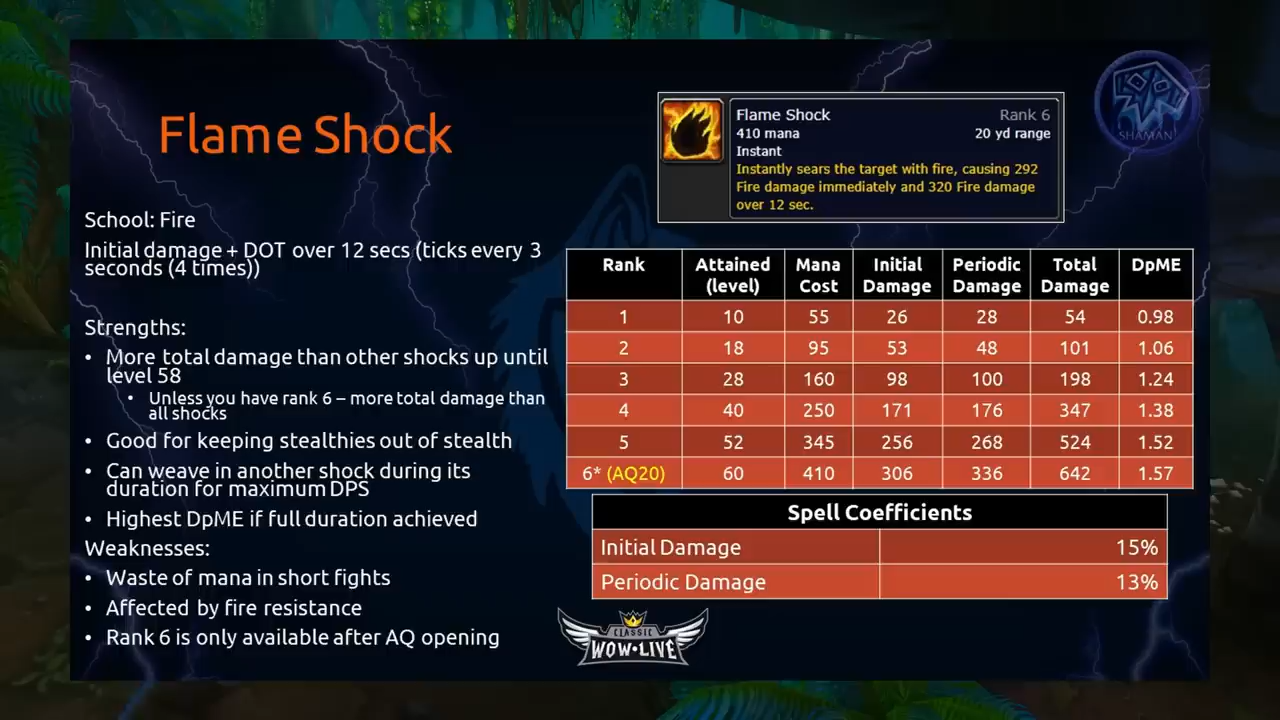 Flame Shock
School: Fire
Initial damage + DOT over 12 secs (ticks every 3
seconds (4 times))
Strengths:
• More total damage than other shocks up until
level 58
• Unless you have rank 6 – more total damage than
all shocks
• Good for keeping stealthies out of stealth
• Can weave in another shock during its
duration for maximum DPS
• Highest DpME if full duration achieved
Weaknesses:
• Waste of mana in short fights
• Affected by fire resistance
• Rank 6 is only available after AQ opening
Flame Shock Rank 6
410 mana 20 yd range
Instant
Instantly sears the target with fire, causing 292
Fire damage immediately and 320 Fire damage
over 12 sec.
SHAMAN
Rank Attained (level) Mana Cost Initial Damage Periodic Damage Total Damage DpME
1 10 55 26 28 54 0.98
2 18 95 53 48 101 1.06
3 28 160 98 100 198 1.24
4 40 250 171 176 347 1.38
5 52 345 256 268 524 1.52
6* (AQ20) 60 410 306 336 642 1.57
Spell Coefficients
Initial Damage 15%
Periodic Damage 13%
CLASSIC
WOW•LIVE